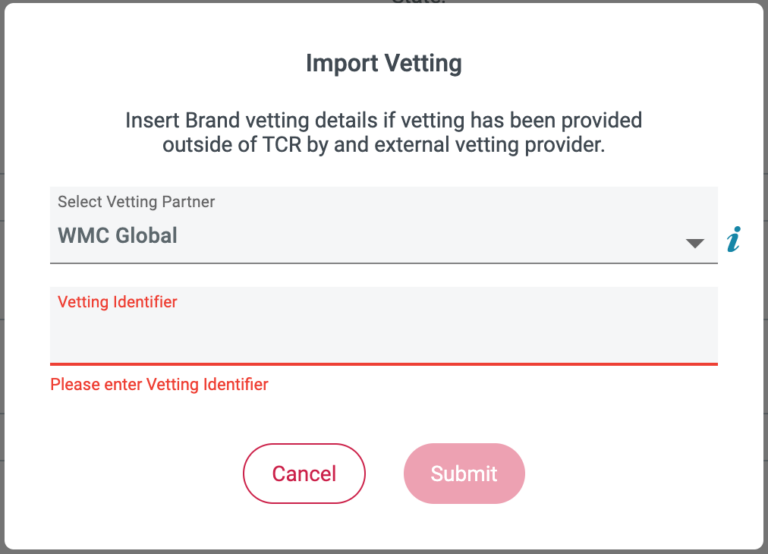 Import Vetting
Insert Brand vetting details if vetting has been provided
outside of TCR by and external vetting provider.
Select Vetting Partner
WMC Global
i
Vetting Identifier
Please enter Vetting Identifier
Cancel
Submit